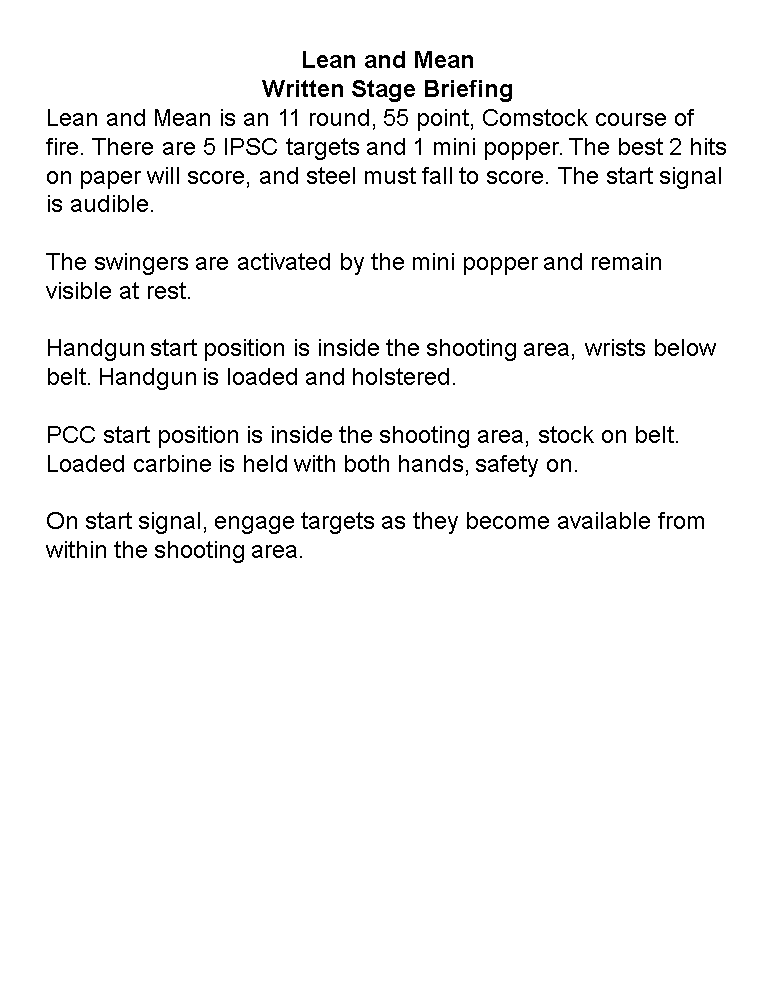 Lean and Mean
Written Stage Briefing
Lean and Mean is an 11 round, 55 point, Comstock course of
fire. There are 5 IPSC targets and 1 mini popper. The best 2 hits
on paper will score, and steel must fall to score. The start signal
is audible.
The swingers are activated by the mini popper and remain
visible at rest.
Handgun start position is inside the shooting area, wrists below
belt. Handgun is loaded and holstered.
PCC start position is inside the shooting area, stock on belt.
Loaded carbine is held with both hands, safety on.
On start signal, engage targets as they become available from
within the shooting area.